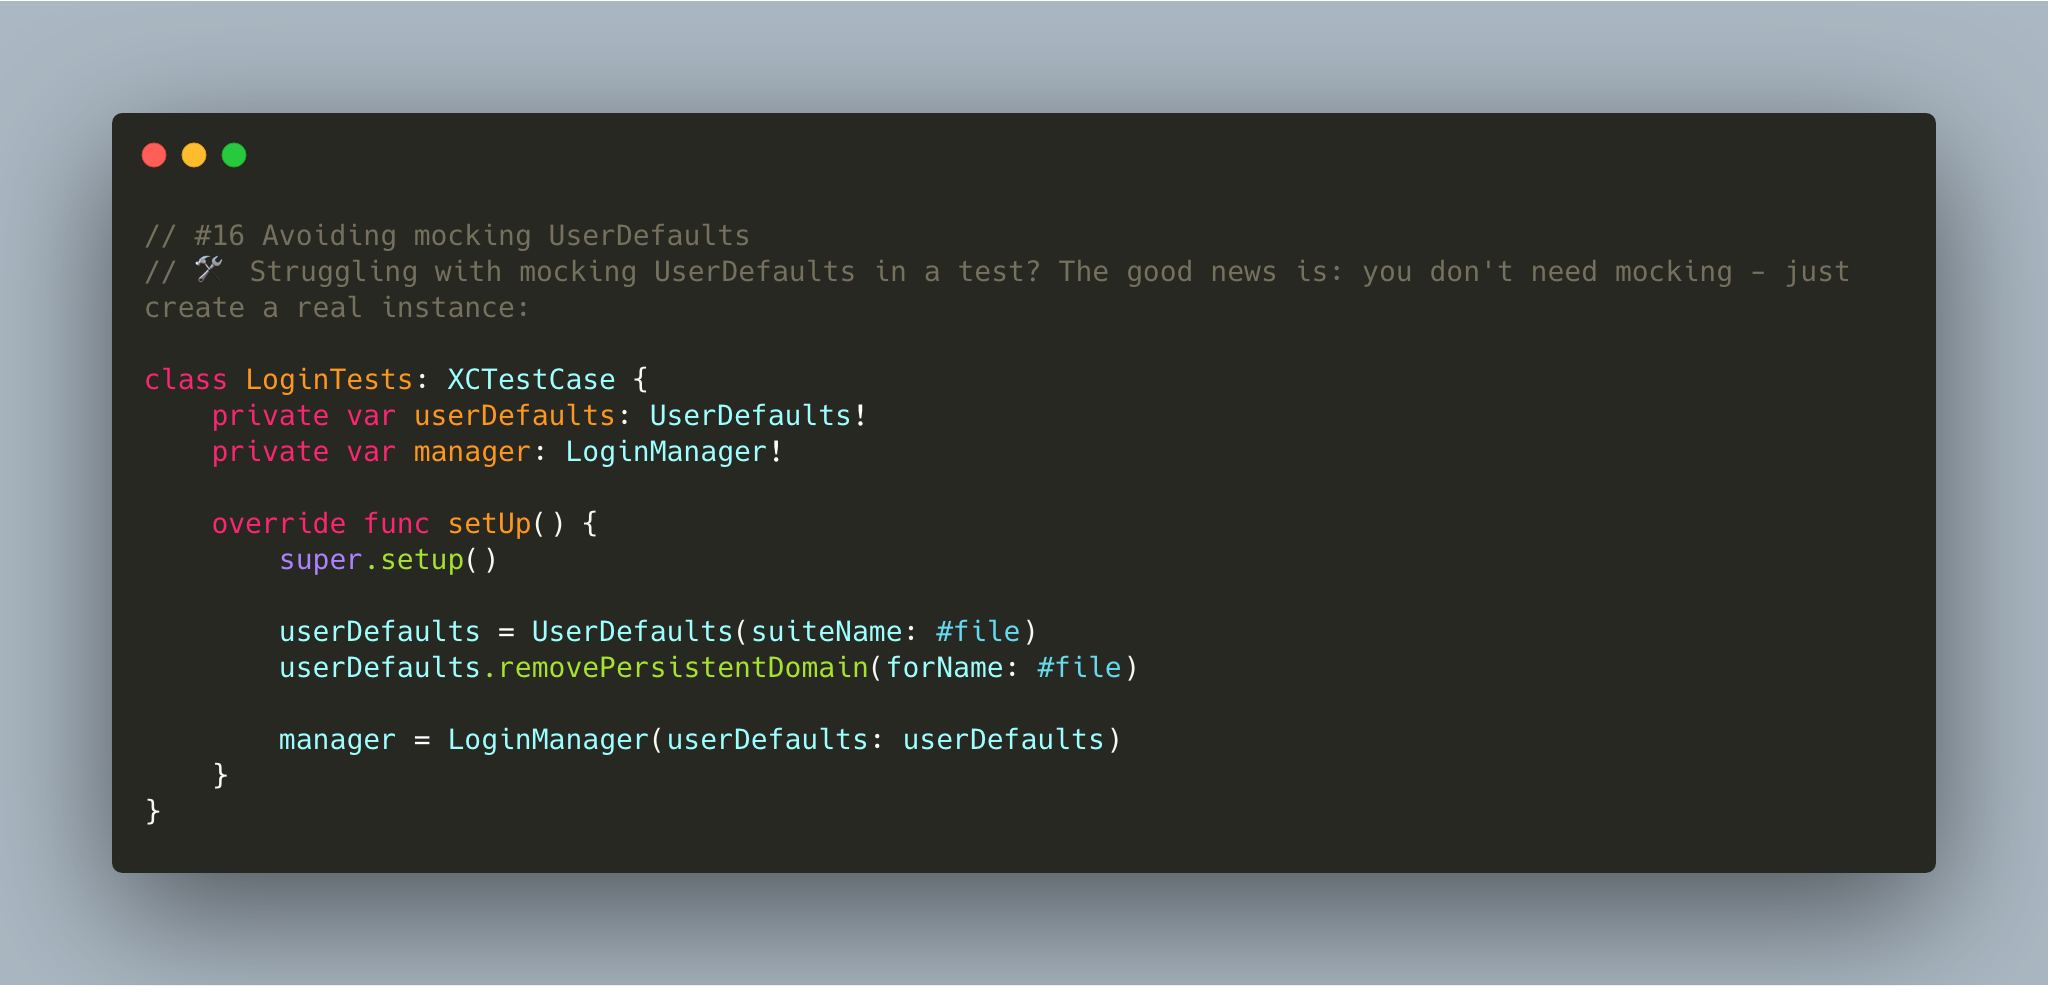 // #16 Avoiding mocking UserDefaults
// 🛠 Struggling with mocking UserDefaults in a test? The good news is: you don't need mocking - just
create a real instance:
class LoginTests: XCTestCase {
    private var userDefaults: UserDefaults!
    private var manager: LoginManager!
    override func setUp() {
        super.setup()
        userDefaults = UserDefaults(suiteName: #file)
        userDefaults.removePersistentDomain(forName: #file)
        manager = LoginManager(userDefaults: userDefaults)
    }
}